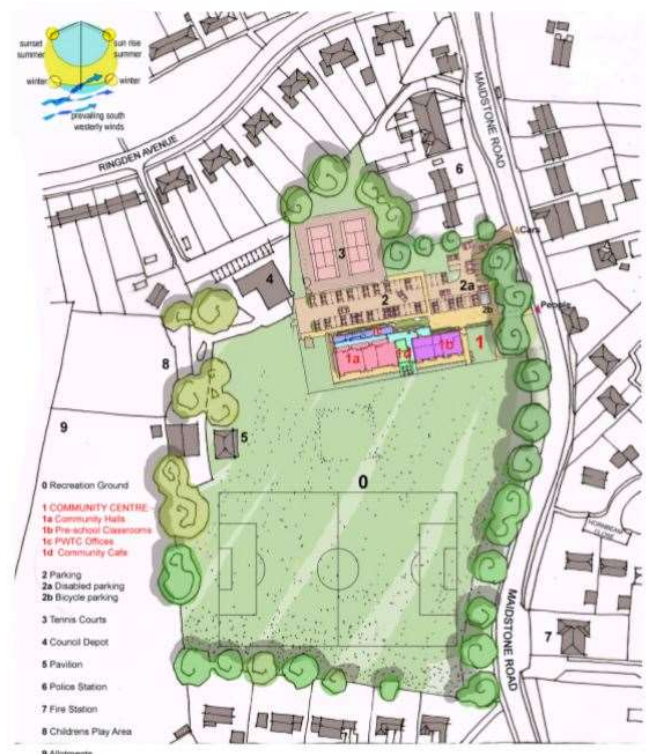 sunset
summer
sun rise
summer
winter
winter
prevailing south
westerly winds
RINGDEN AVENUE
MAIDSTONE ROAD
6
Cars
3
4
2
2a
2b
People
1a
1b
1
8
9
5
0
HORNBEAM
CLOSE
MAIDSTONE ROAD
7
0 Recreation Ground
1 COMMUNITY CENTRE
1a Community Halls
1b Pre-school Classrooms
1c PWTC Offices
1d Community Cafe
2 Parking
2a Disabled parking
2b Bicycle parking
3 Tennis Courts
4 Council Depot
5 Pavilion
6 Police Station
7 Fire Station
8 Childrens Play Area
9 Allotments